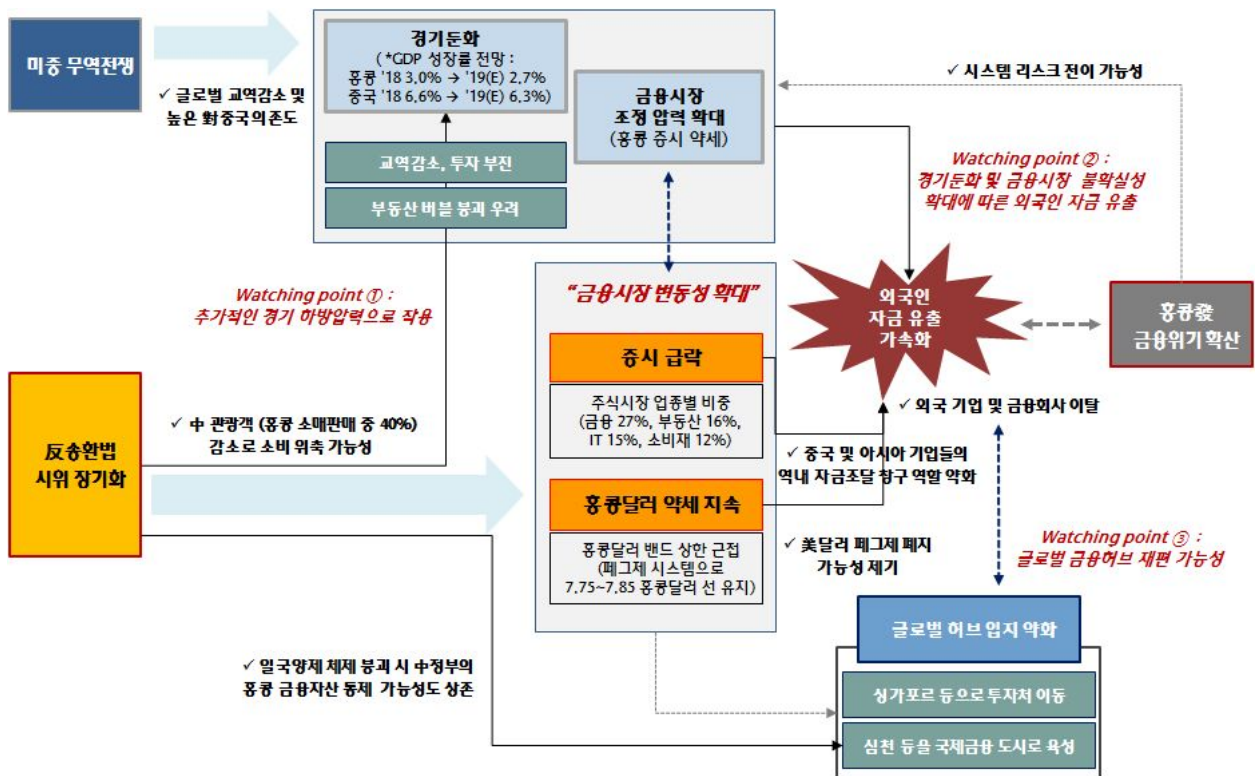 미중 무역전쟁
✓ 글로벌 교역감소 및
높은 對중국의존도
경기둔화
( *GDP 성장률 전망 :
홍콩 '18 3.0% → '19(E) 2.7%
중국 '18 6.6% → '19(E) 6.3%)
교역감소, 투자 부진
부동산 버블 붕괴 우려
금융시장
조정 압력 확대
(홍콩 증시 약세)
✓ 시스템 리스크 전이 가능성
Watching point ② :
경기둔화 및 금융시장 불확실성
확대에 따른 외국인 자금 유출
Watching point ① :
추가적인 경기 하방압력으로 작용
“금융시장 변동성 확대”
증시 급락
주식시장 업종별 비중
(금융 27%, 부동산 16%,
IT 15%, 소비재 12%)
홍콩달러 약세 지속
홍콩달러 밴드 상한 근접
(페그제 시스템으로
7.75~7.85 홍콩달러 선 유지)
외국인
자금 유출
가속화
홍콩發
금융위기 확산
反송환법
시위 장기화
✓ 中 관광객 (홍콩 소매판매 중 40%)
감소로 소비 위축 가능성
✓ 외국 기업 및 금융회사 이탈
✓ 중국 및 아시아 기업들의
역내 자금조달 창구 역할 약화
✓ 美달러 페그제 폐지
가능성 제기
Watching point ③ :
글로벌 금융허브 재편 가능성
✓ 일국양제 체제 붕괴 시 中정부의
홍콩 금융자산 통제 가능성도 상존
글로벌 허브 입지 약화
싱가포르 등으로 투자처 이동
심천 등을 국제금융 도시로 육성